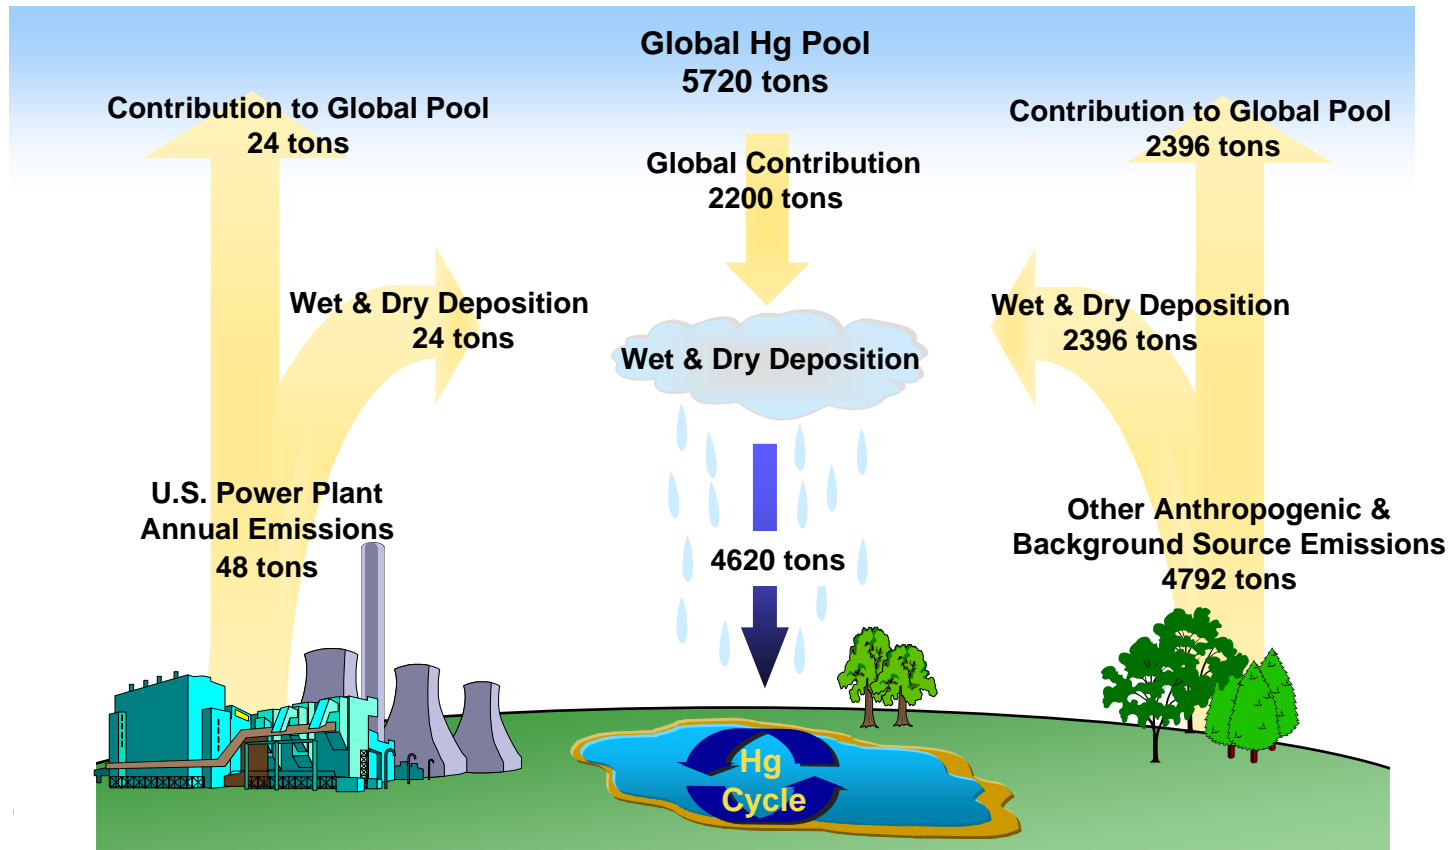 Global Hg Pool
5720 tons
Contribution to Global Pool
24 tons
Contribution to Global Pool
2396 tons
Global Contribution
2200 tons
Wet & Dry Deposition
24 tons
Wet & Dry Deposition
2396 tons
Wet & Dry Deposition
U.S. Power Plant
Annual Emissions
48 tons
4620 tons
Other Anthropogenic &
Background Source Emissions
4792 tons
Hg
Cycle